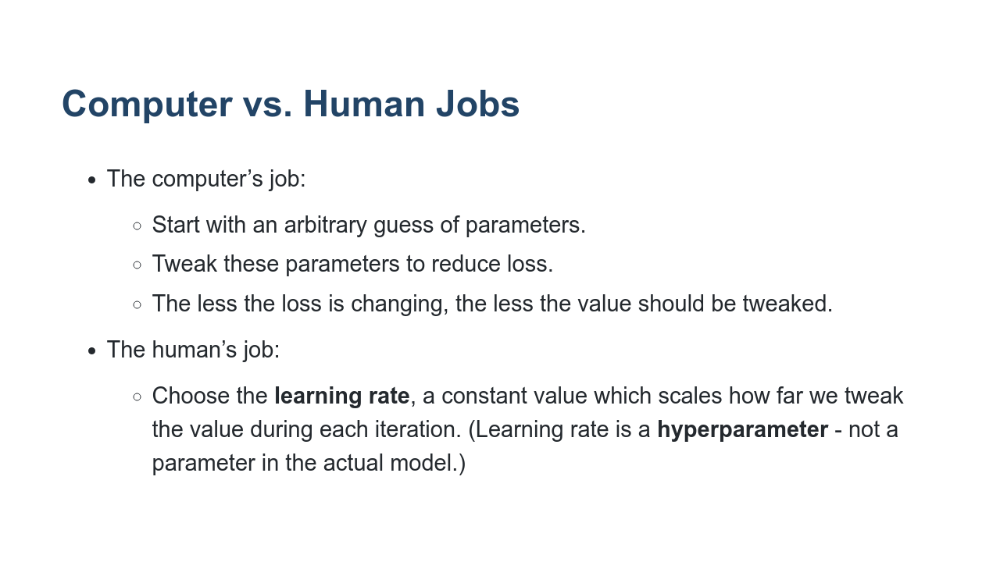 Computer vs. Human Jobs
• The computer’s job:
◦ Start with an arbitrary guess of parameters.
◦ Tweak these parameters to reduce loss.
◦ The less the loss is changing, the less the value should be tweaked.
• The human’s job:
◦ Choose the learning rate, a constant value which scales how far we tweak
the value during each iteration. (Learning rate is a hyperparameter - not a
parameter in the actual model.)